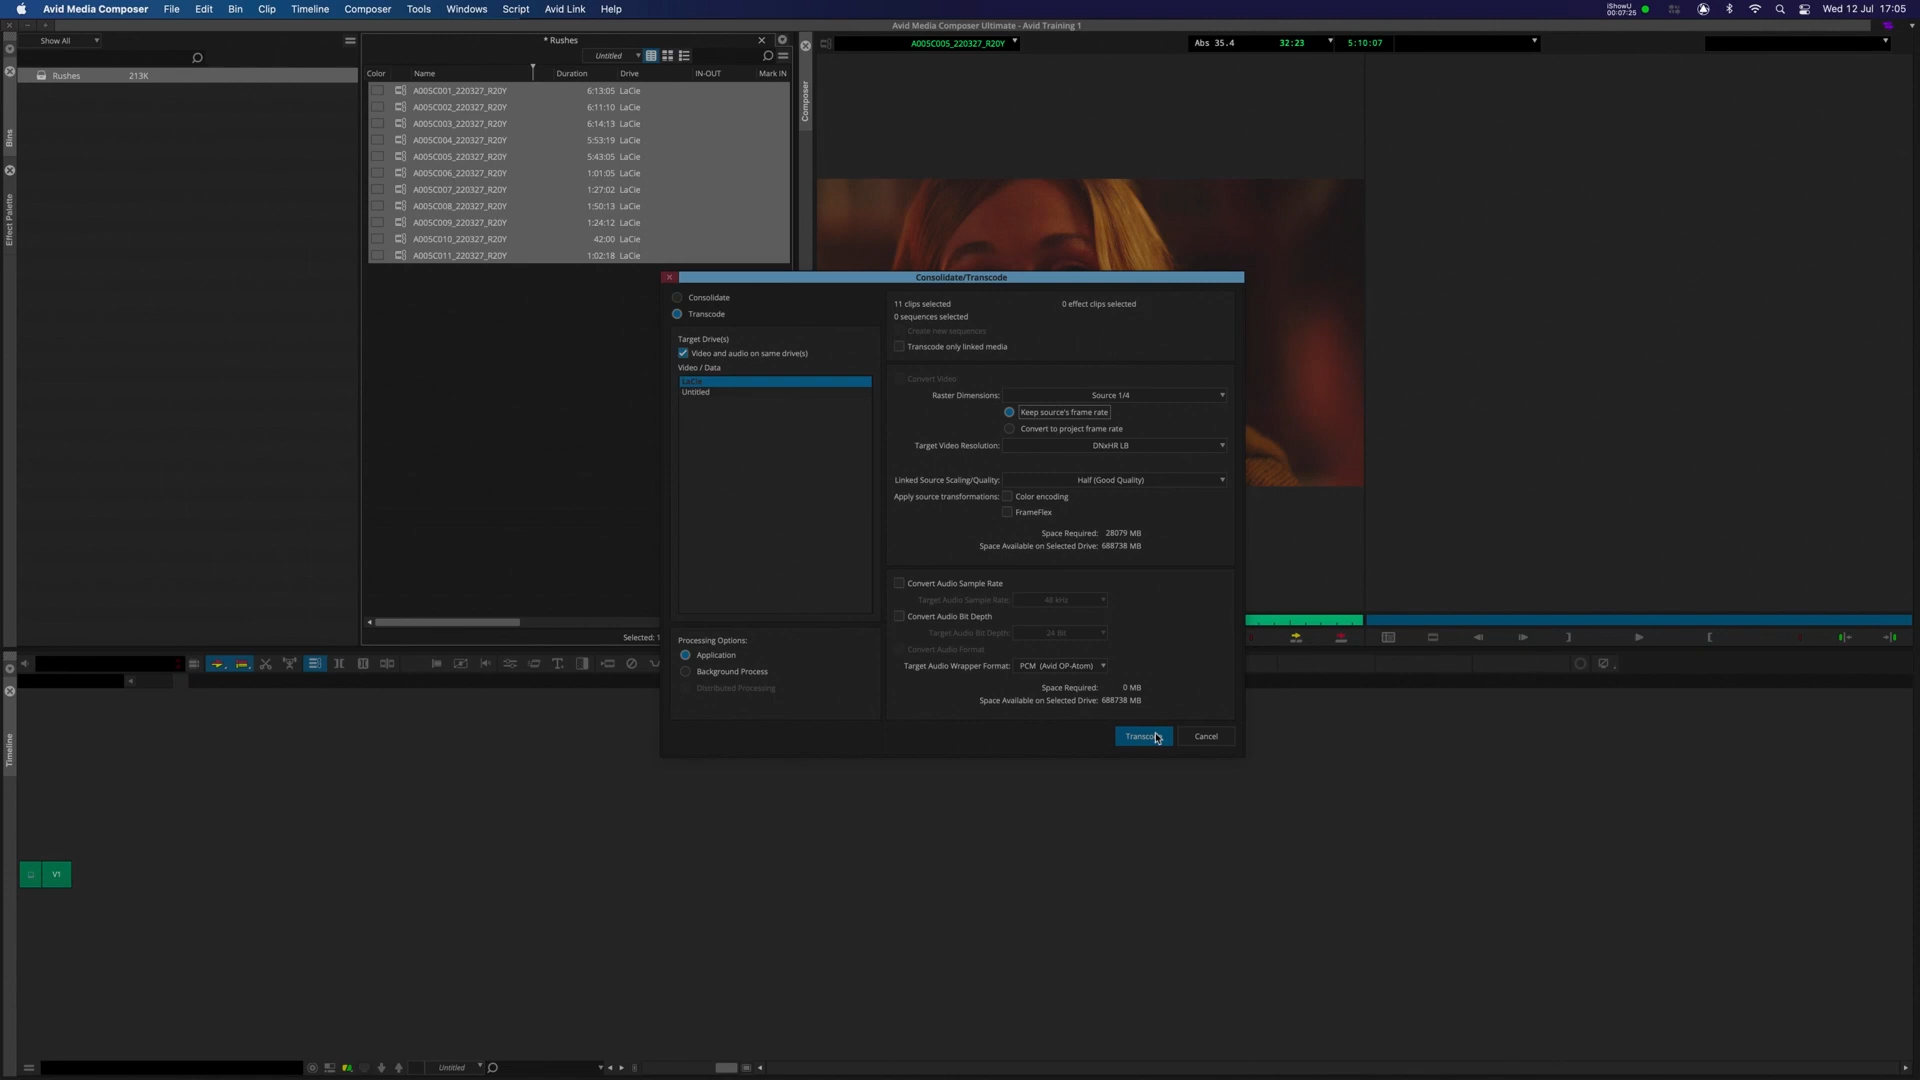 Avid Media Composer File Edit Bin Clip Timeline Composer Tools Windows Script Avid Link Help
iShowU
00:07:25
Wed 12 Jul 17:05
Avid Media Composer Ultimate - Avid Training 1
Show All
Rushes 213K
Bins
Effect Palette
* Rushes
Untitled
Color Name Duration Drive IN-OUT Mark IN
A005C001_220327_R20Y 6:13:05 LaCie
A005C002_220327_R20Y 6:11:10 LaCie
A005C003_220327_R20Y 6:14:13 LaCie
A005C004_220327_R20Y 5:53:19 LaCie
A005C005_220327_R20Y 5:43:05 LaCie
A005C006_220327_R20Y 1:01:05 LaCie
A005C007_220327_R20Y 1:27:02 LaCie
A005C008_220327_R20Y 1:50:13 LaCie
A005C009_220327_R20Y 1:24:12 LaCie
A005C010_220327_R20Y 42:00 LaCie
A005C011_220327_R20Y 1:02:18 LaCie
Selected: 1
Composer
A005C005_220327_R20Y
Abs 35.4 32:23 5:10:07
Consolidate/Transcode
Consolidate
Transcode
Target Drive(s)
Video and audio on same drive(s)
Video / Data
LaCie
Untitled
Processing Options:
Application
Background Process
Distributed Processing
11 clips selected 0 effect clips selected
0 sequences selected
Create new sequences
Transcode only linked media
Convert Video
Raster Dimensions: Source 1/4
Keep source's frame rate
Convert to project frame rate
Target Video Resolution: DNxHR LB
Linked Source Scaling/Quality: Half (Good Quality)
Apply source transformations: Color encoding
FrameFlex
Space Required: 28079 MB
Space Available on Selected Drive: 688738 MB
Convert Audio Sample Rate
Target Audio Sample Rate: 48 kHz
Convert Audio Bit Depth
Target Audio Bit Depth: 24 Bit
Convert Audio Format
Target Audio Wrapper Format: PCM (Avid OP-Atom)
Space Required: 0 MB
Space Available on Selected Drive: 688738 MB
Transcode Cancel
Timeline
V1
Untitled